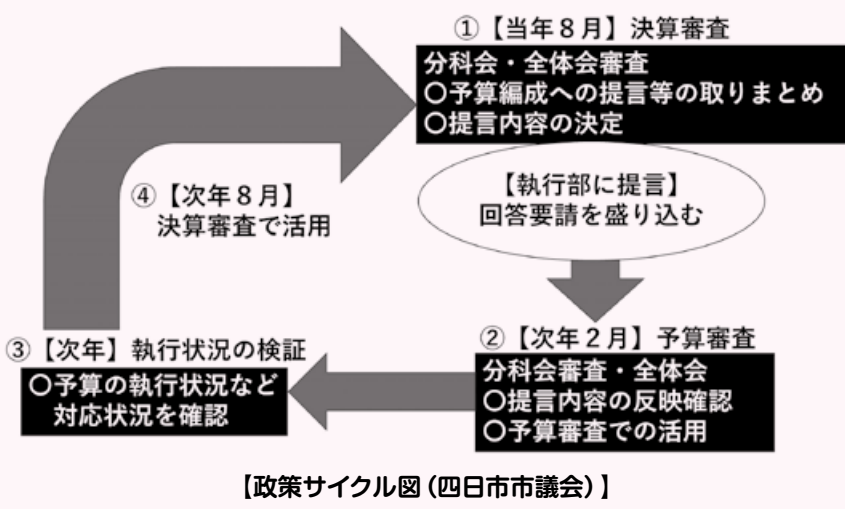 ①【当年８月】決算審査
分科会・全体会審査
〇予算編成への提言等の取りまとめ
〇提言内容の決定
【執行部に提言】
回答要請を盛り込む
②【次年２月】予算審査
分科会審査・全体会
〇提言内容の反映確認
〇予算審査での活用
③【次年】執行状況の検証
〇予算の執行状況など
対応状況を確認
④【次年８月】
決算審査で活用
【政策サイクル図（四日市市議会）】